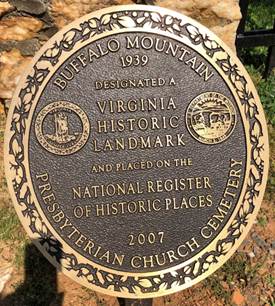 BUFFALO MOUNTAIN
1939
DESIGNATED A
VIRGINIA
HISTORIC
LANDMARK
AND PLACED ON THE
NATIONAL REGISTER
OF HISTORIC PLACES
2007
PRESBYTERIAN CHURCH CEMETERY